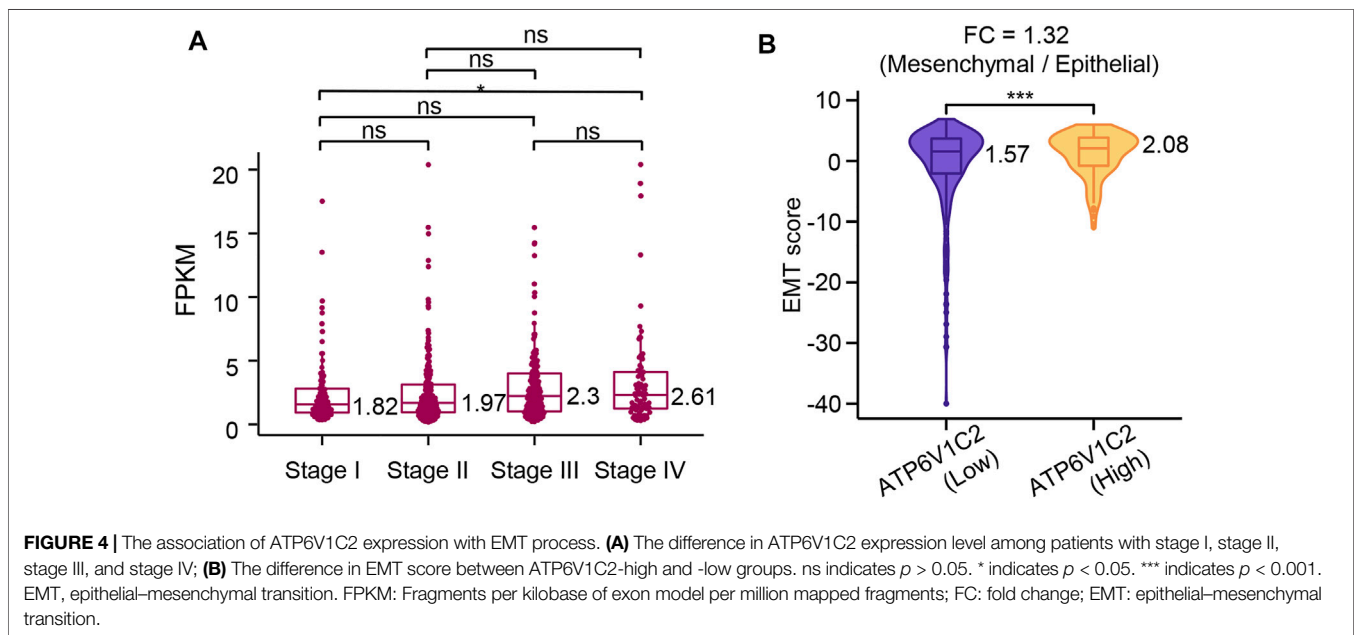 A
ns
ns
*
ns
ns
ns
20
15
10
5
0
FPKM
1.82
1.97
2.3
2.61
Stage I
Stage II
Stage III
Stage IV
B
FC = 1.32
(Mesenchymal / Epithelial)
***
10
0
-10
-20
-30
-40
EMT score
1.57
2.08
ATP6V1C2
(Low)
ATP6V1C2
(High)
FIGURE 4 | The association of ATP6V1C2 expression with EMT process. (A) The difference in ATP6V1C2 expression level among patients with stage I, stage II,
stage III, and stage IV; (B) The difference in EMT score between ATP6V1C2-high and -low groups. ns indicates p > 0.05. * indicates p < 0.05. *** indicates p < 0.001.
EMT, epithelial–mesenchymal transition. FPKM: Fragments per kilobase of exon model per million mapped fragments; FC: fold change; EMT: epithelial–mesenchymal
transition.